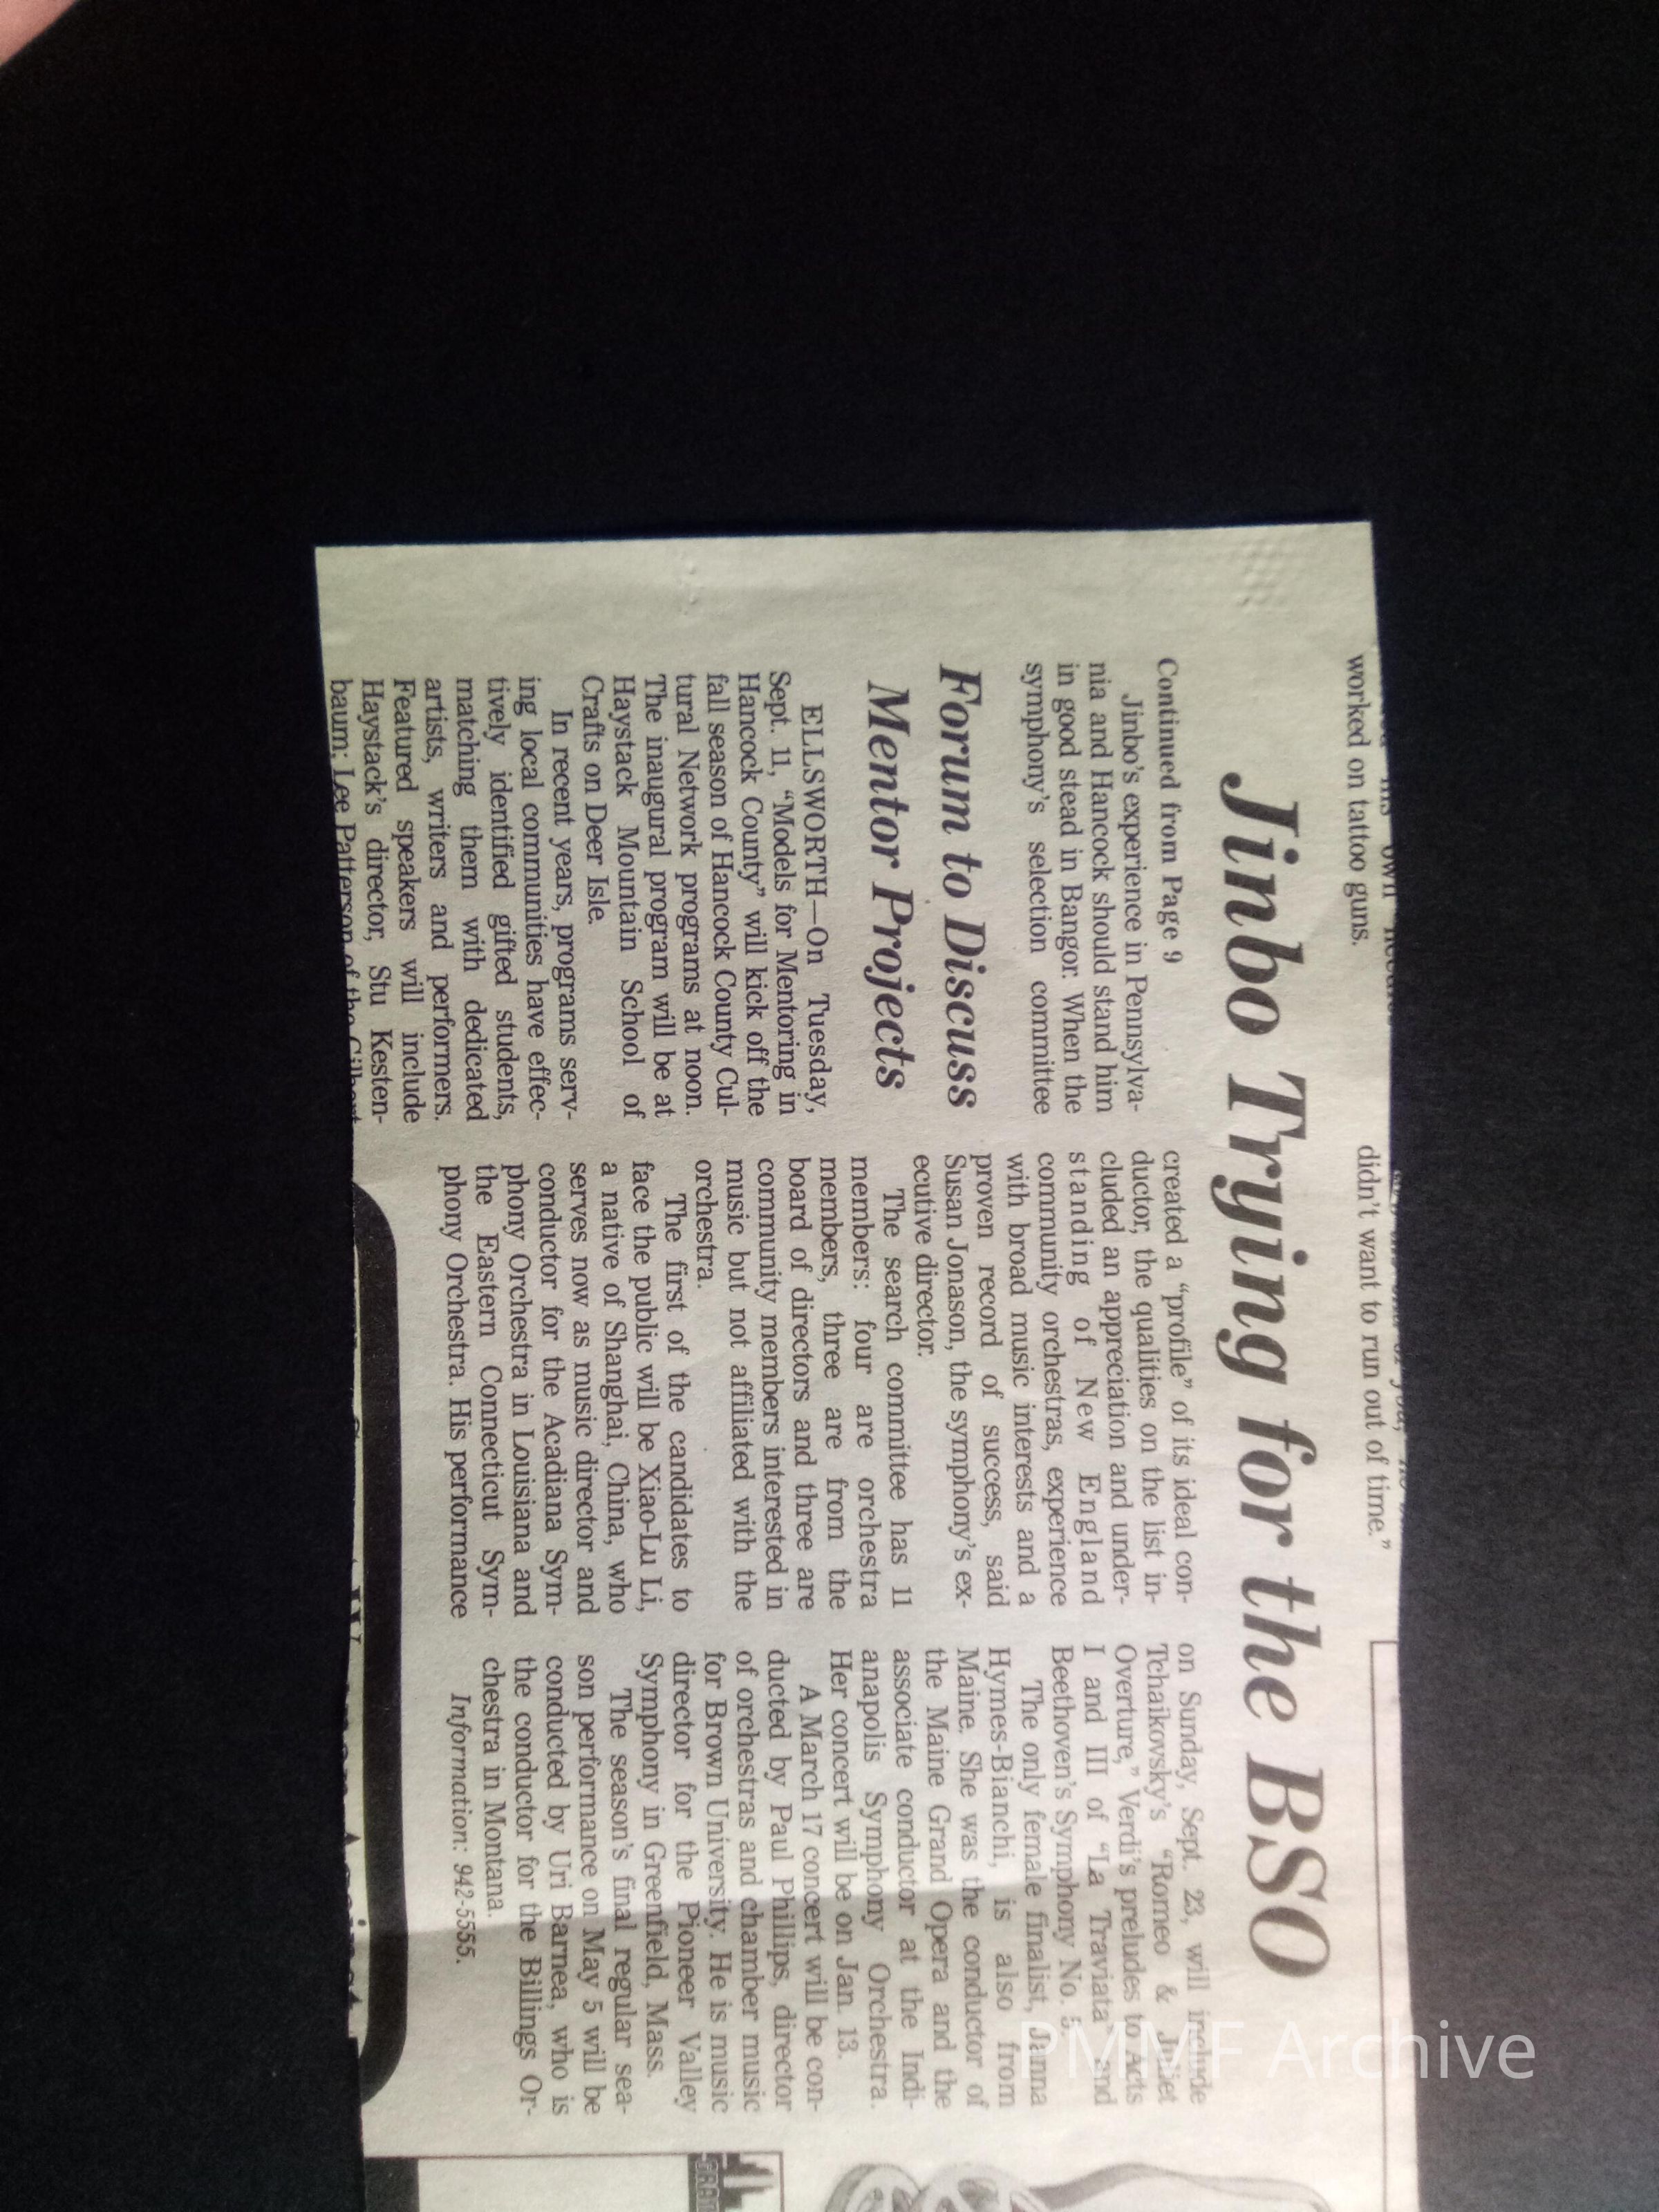 worked on tattoo guns.
didn't want to run out of time."
Jinbo Trying for the BSO
Continued from Page 9
Jinbo's experience in Pennsylva-
nia and Hancock should stand him
in good stead in Bangor. When the
symphony's selection committee
created a "profile" of its ideal con-
ductor, the qualities on the list in-
cluded an appreciation and under-
standing of New England
community orchestras, experience
with broad music interests and a
proven record of success, said
Susan Jonason, the symphony's ex-
ecutive director.
The search committee has 11
members: four are orchestra
members, three are from the
board of directors and three are
community members interested in
music but not affiliated with the
orchestra.
The first of the candidates to
face the public will be Xiao-Lu Li,
a native of Shanghai, China, who
serves now as music director and
conductor for the Acadiana Sym-
phony Orchestra in Louisiana and
the Eastern Connecticut Sym-
phony Orchestra. His performance
on Sunday, Sept. 23, will include
Tchaikovsky's "Romeo & Juliet
Overture," Verdi's preludes to Acts
I and III of "La Traviata" and
Beethoven's Symphony No. 5.
The only female finalist, Janna
Hymes-Bianchi, is also from
Maine. She was the conductor of
the Maine Grand Opera and the
associate conductor at the Indi-
anapolis Symphony Orchestra.
Her concert will be on Jan. 13.
A March 17 concert will be con-
ducted by Paul Phillips, director
of orchestras and chamber music
for Brown University. He is music
director for the Pioneer Valley
Symphony in Greenfield, Mass.
The season's final regular sea-
son performance on May 5 will be
conducted by Uri Barnea, who is
the conductor for the Billings Or-
chestra in Montana.
Information: 942-5555.
Forum to Discuss
Mentor Projects
ELLSWORTH—On Tuesday,
Sept. 11, "Models for Mentoring in
Hancock County" will kick off the
fall season of Hancock County Cul-
tural Network programs at noon.
The inaugural program will be at
Haystack Mountain School of
Crafts on Deer Isle.
In recent years, programs serv-
ing local communities have effec-
tively identified gifted students,
matching them with dedicated
artists, writers and performers.
Featured speakers will include
Haystack's director, Stu Kesten-
baum; Lee Patterson of the Gilbert
PMMF Archive